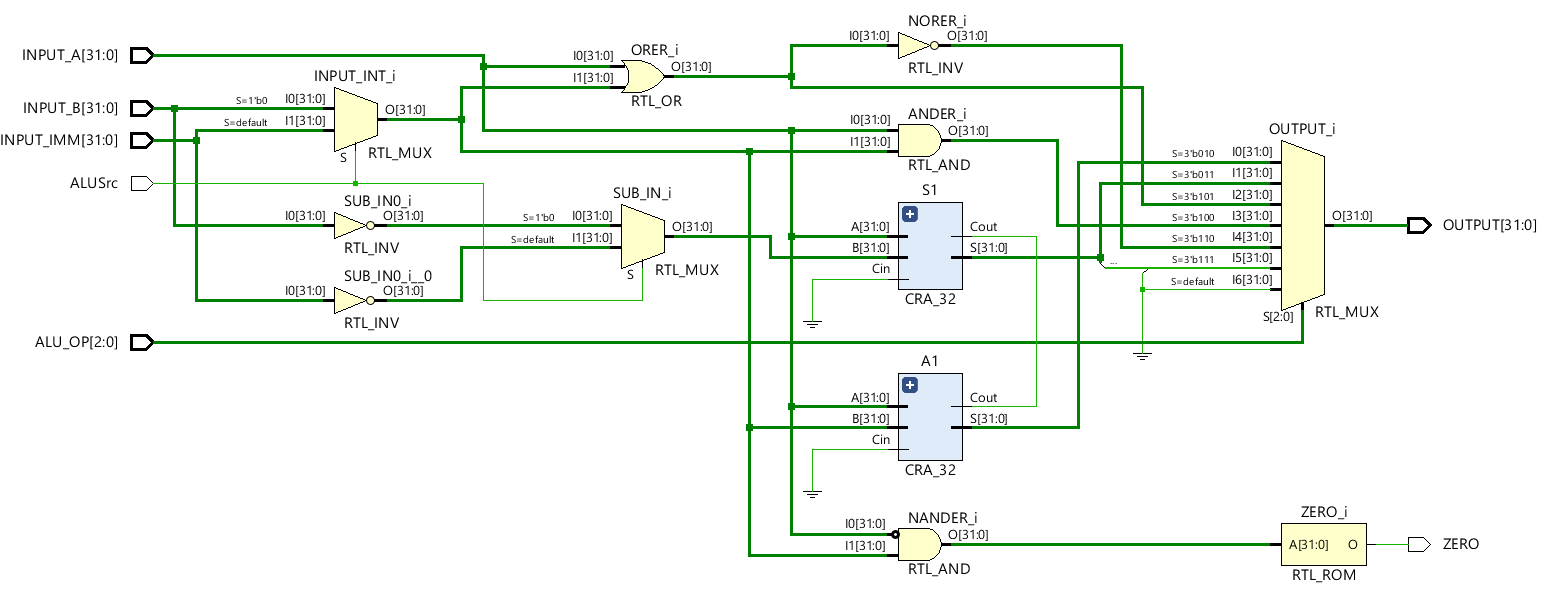 INPUT_A[31:0]
INPUT_B[31:0]
INPUT_IMM[31:0]
ALUSrc
ALU_OP[2:0]
INPUT_INT_i
S=1'b0 I0[31:0]
S=default I1[31:0]
O[31:0]
S
RTL_MUX
SUB_IN0_i
I0[31:0] O[31:0]
RTL_INV
SUB_IN0_i__0
I0[31:0] O[31:0]
RTL_INV
ORER_i
I0[31:0]
I1[31:0]
O[31:0]
RTL_OR
SUB_IN_i
S=1'b0 I0[31:0]
S=default I1[31:0]
O[31:0]
S
RTL_MUX
NORER_i
I0[31:0] O[31:0]
RTL_INV
ANDER_i
I0[31:0]
I1[31:0]
O[31:0]
RTL_AND
S1
A[31:0]
B[31:0]
Cin
Cout
S[31:0]
CRA_32
...
A1
A[31:0]
B[31:0]
Cin
Cout
S[31:0]
CRA_32
NANDER_i
I0[31:0]
I1[31:0]
O[31:0]
RTL_AND
OUTPUT_i
S=3'b010 I0[31:0]
S=3'b011 I1[31:0]
S=3'b101 I2[31:0]
S=3'b100 I3[31:0]
S=3'b110 I4[31:0]
S=3'b111 I5[31:0]
S=default I6[31:0]
S[2:0]
O[31:0]
RTL_MUX
OUTPUT[31:0]
ZERO_i
A[31:0] O
RTL_ROM
ZERO